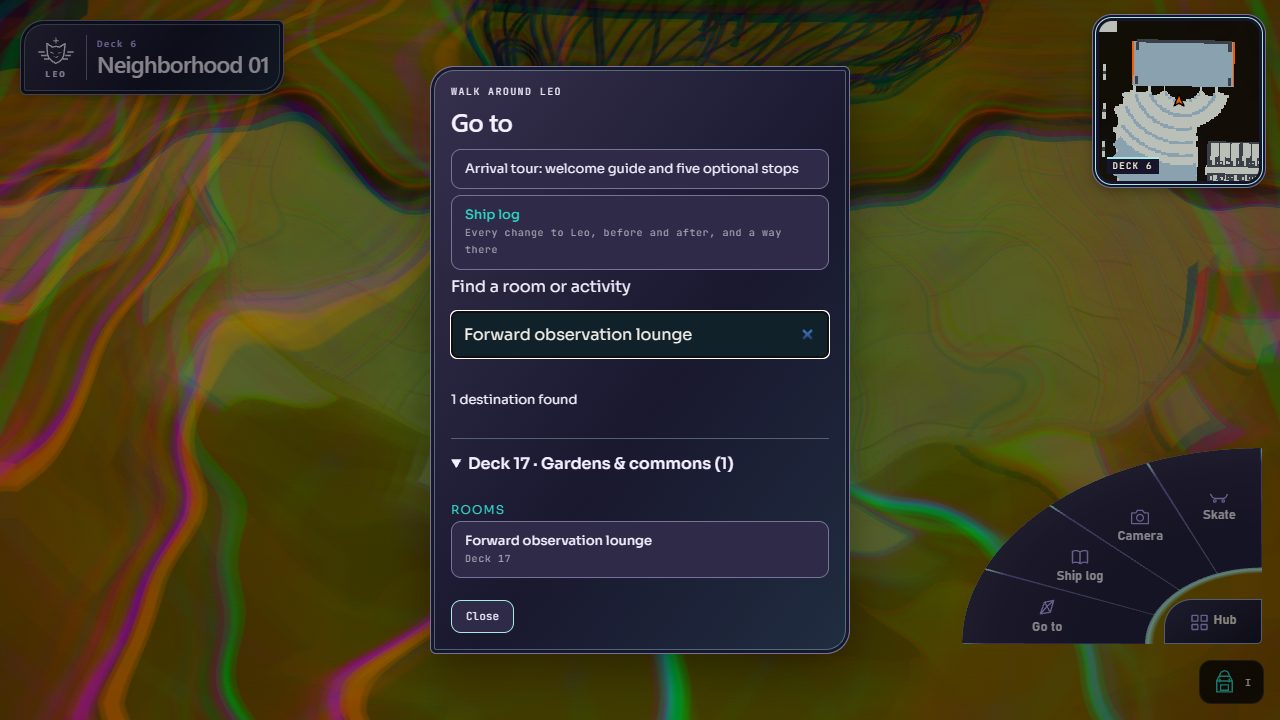 Deck 6
Neighborhood 01
LEO
WALK AROUND LEO
Go to
Arrival tour: welcome guide and five optional stops
Ship log
Every change to Leo, before and after, and a way
there
Find a room or activity
Forward observation lounge
1 destination found
Deck 17 · Gardens & commons (1)
ROOMS
Forward observation lounge
Deck 17
Close
DECK 6
Skate
Camera
Ship log
Go to
Hub
I